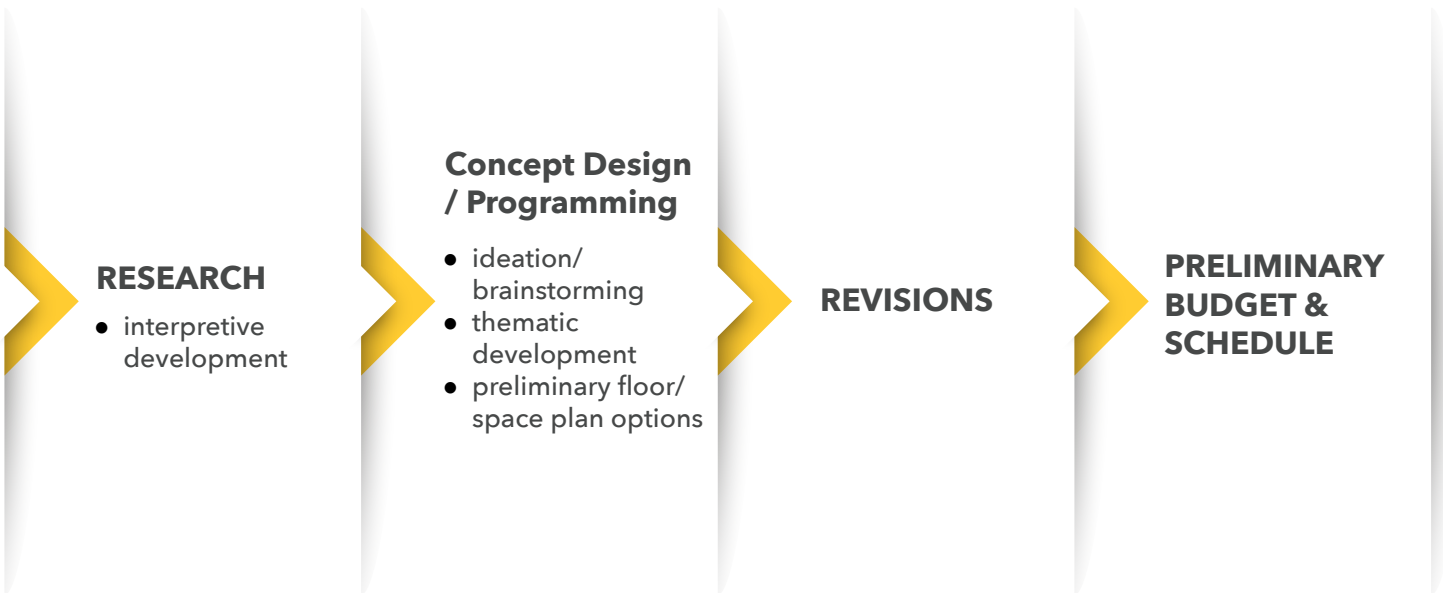 RESEARCH
● interpretive
development
Concept Design
/ Programming
● ideation/
brainstorming
● thematic
development
● preliminary floor/
space plan options
REVISIONS
PRELIMINARY
BUDGET &
SCHEDULE